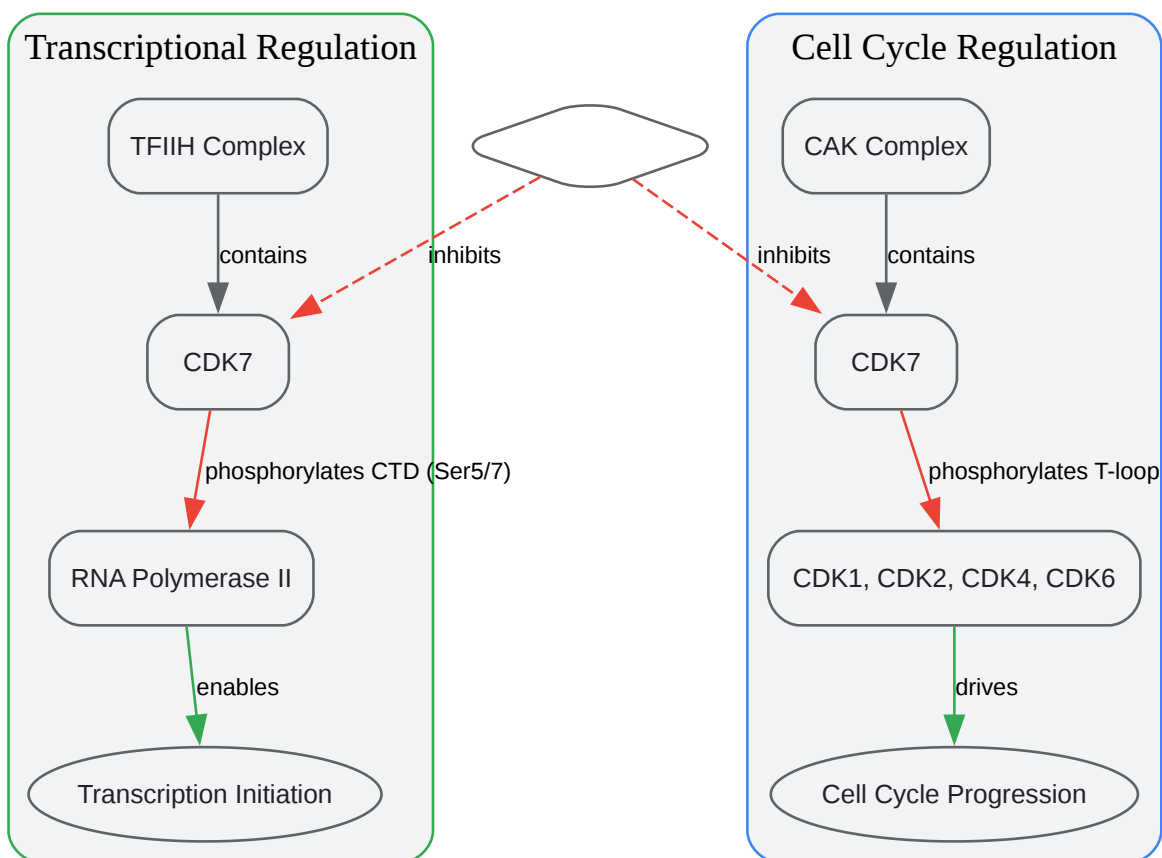 Transcriptional Regulation
Cell Cycle Regulation
TFIIH Complex
CAK Complex
contains
inhibits
inhibits
contains
CDK7
CDK7
phosphorylates CTD (Ser5/7)
phosphorylates T-loop
RNA Polymerase II
CDK1, CDK2, CDK4, CDK6
enables
drives
Transcription Initiation
Cell Cycle Progression